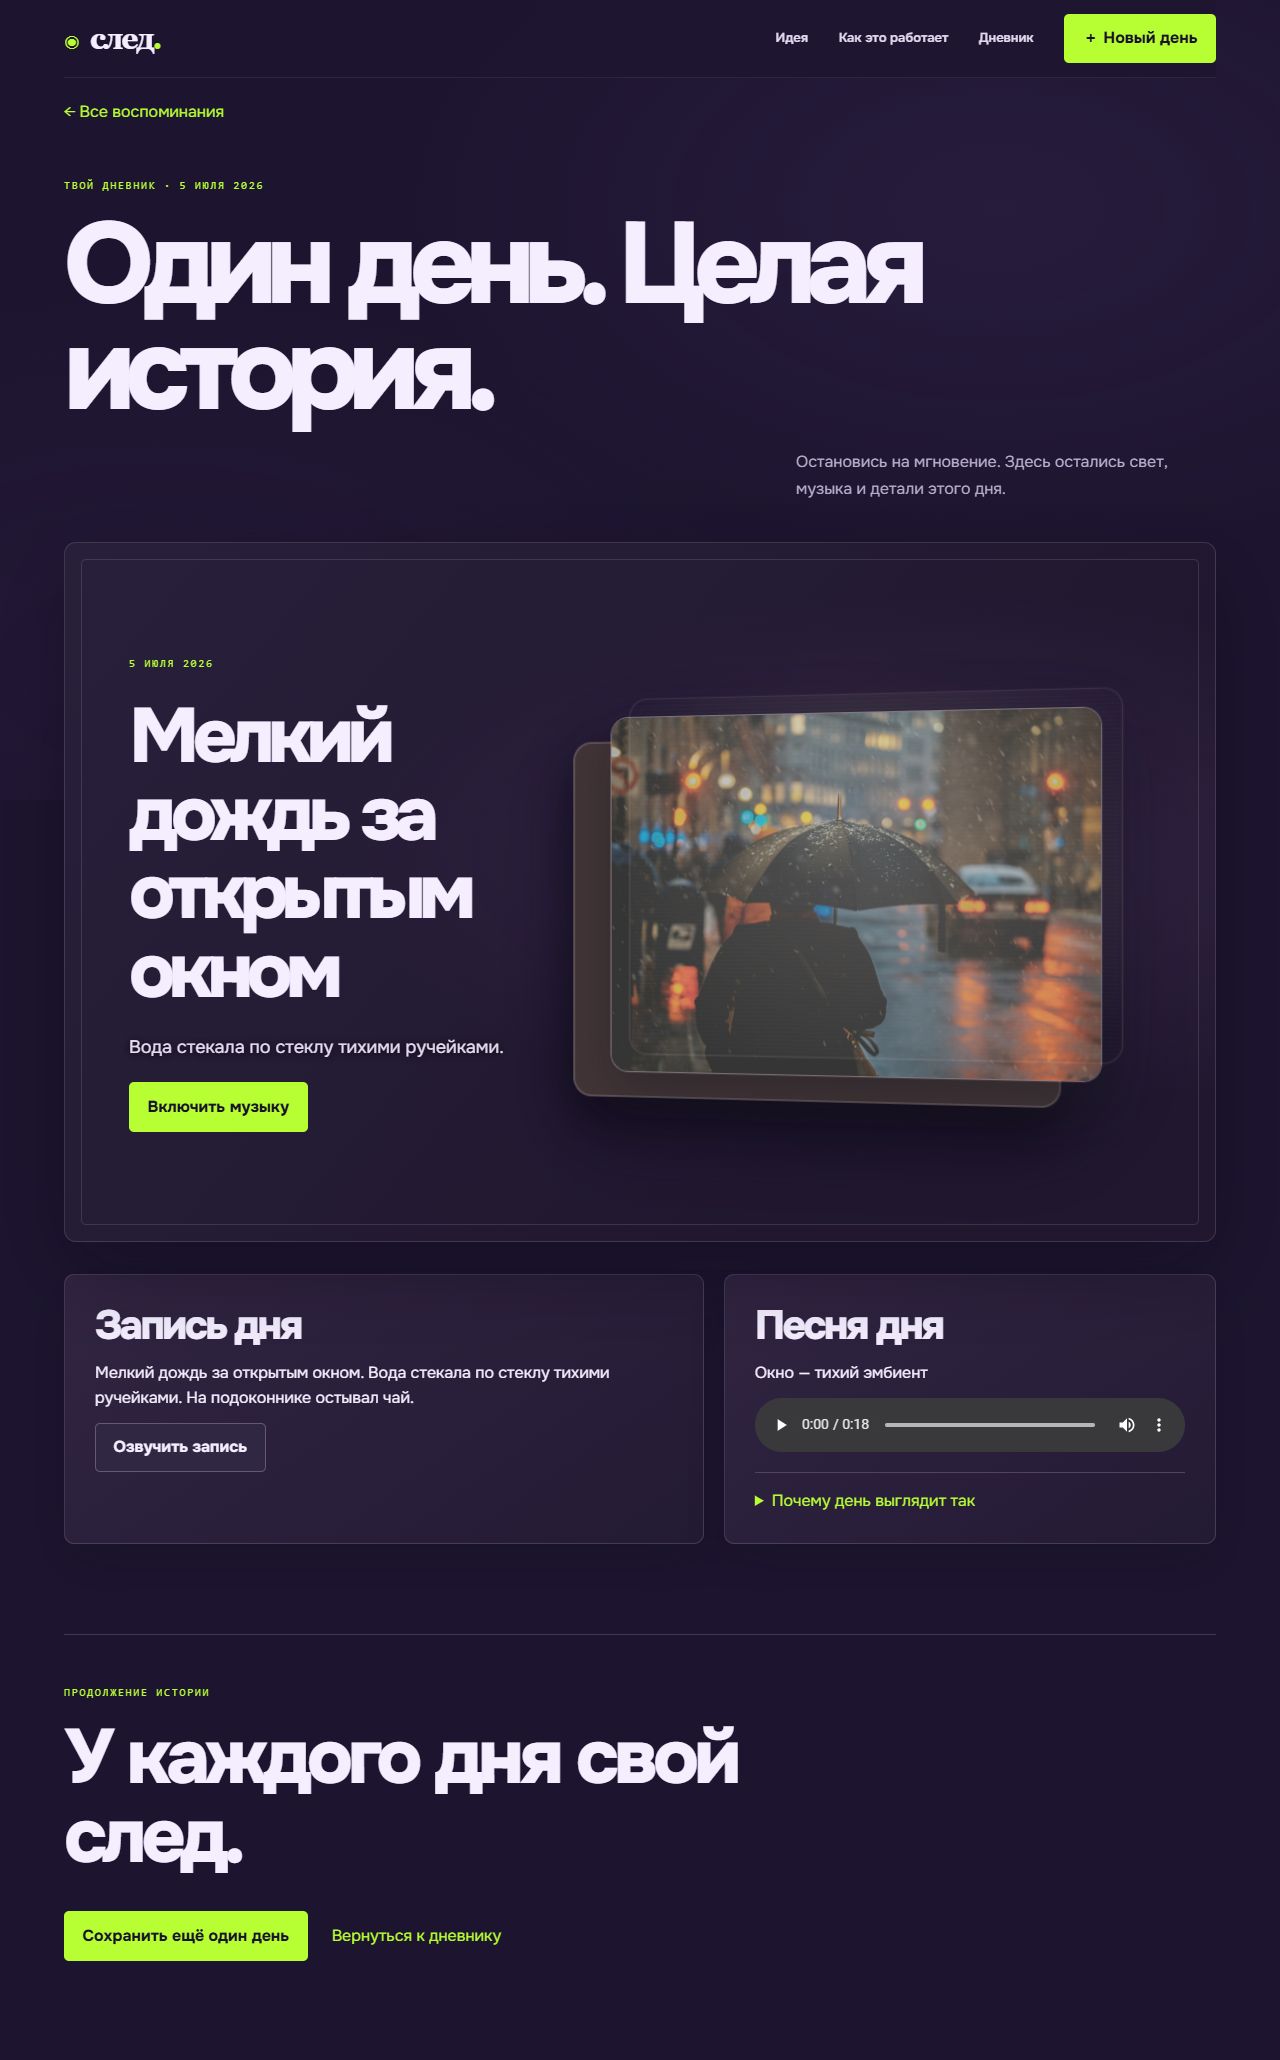 след.
Идея
Как это работает
Дневник
+ Новый день
← Все воспоминания
ТВОЙ ДНЕВНИК · 5 ИЮЛЯ 2026
Один день. Целая
история.
Остановись на мгновение. Здесь остались свет,
музыка и детали этого дня.
5 ИЮЛЯ 2026
Мелкий
дождь за
открытым
окном
Вода стекала по стеклу тихими ручейками.
Включить музыку
Запись дня
Мелкий дождь за открытым окном. Вода стекала по стеклу тихими
ручейками. На подоконнике остывал чай.
Озвучить запись
Песня дня
Окно — тихий эмбиент
0:00 / 0:18
Почему день выглядит так
ПРОДОЛЖЕНИЕ ИСТОРИИ
У каждого дня свой
след.
Сохранить ещё один день
Вернуться к дневнику